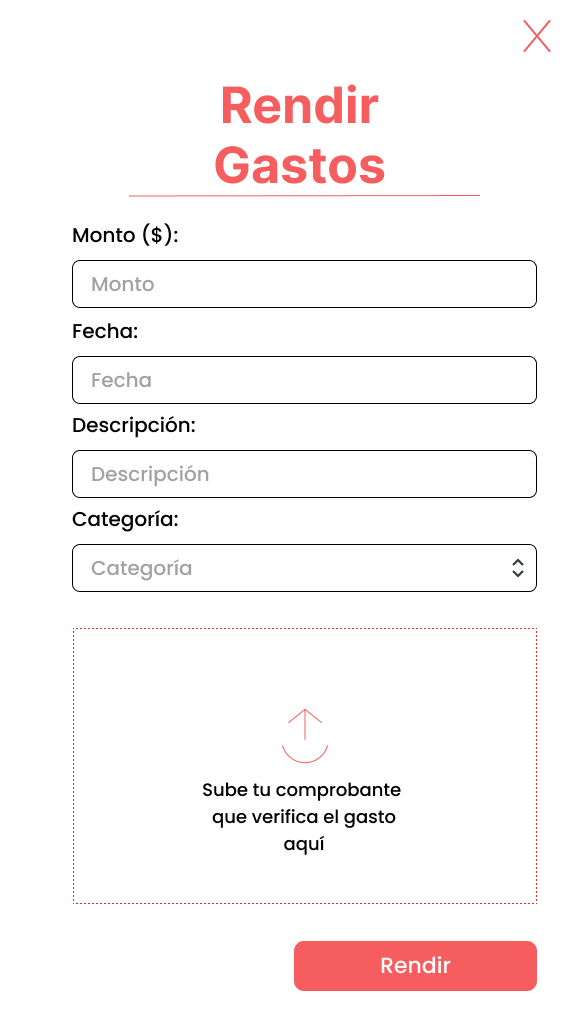 Rendir
Gastos
Monto ($):
Monto
Fecha:
Fecha
Descripción:
Descripción
Categoría:
Categoría
Sube tu comprobante
que verifica el gasto
aquí
Rendir